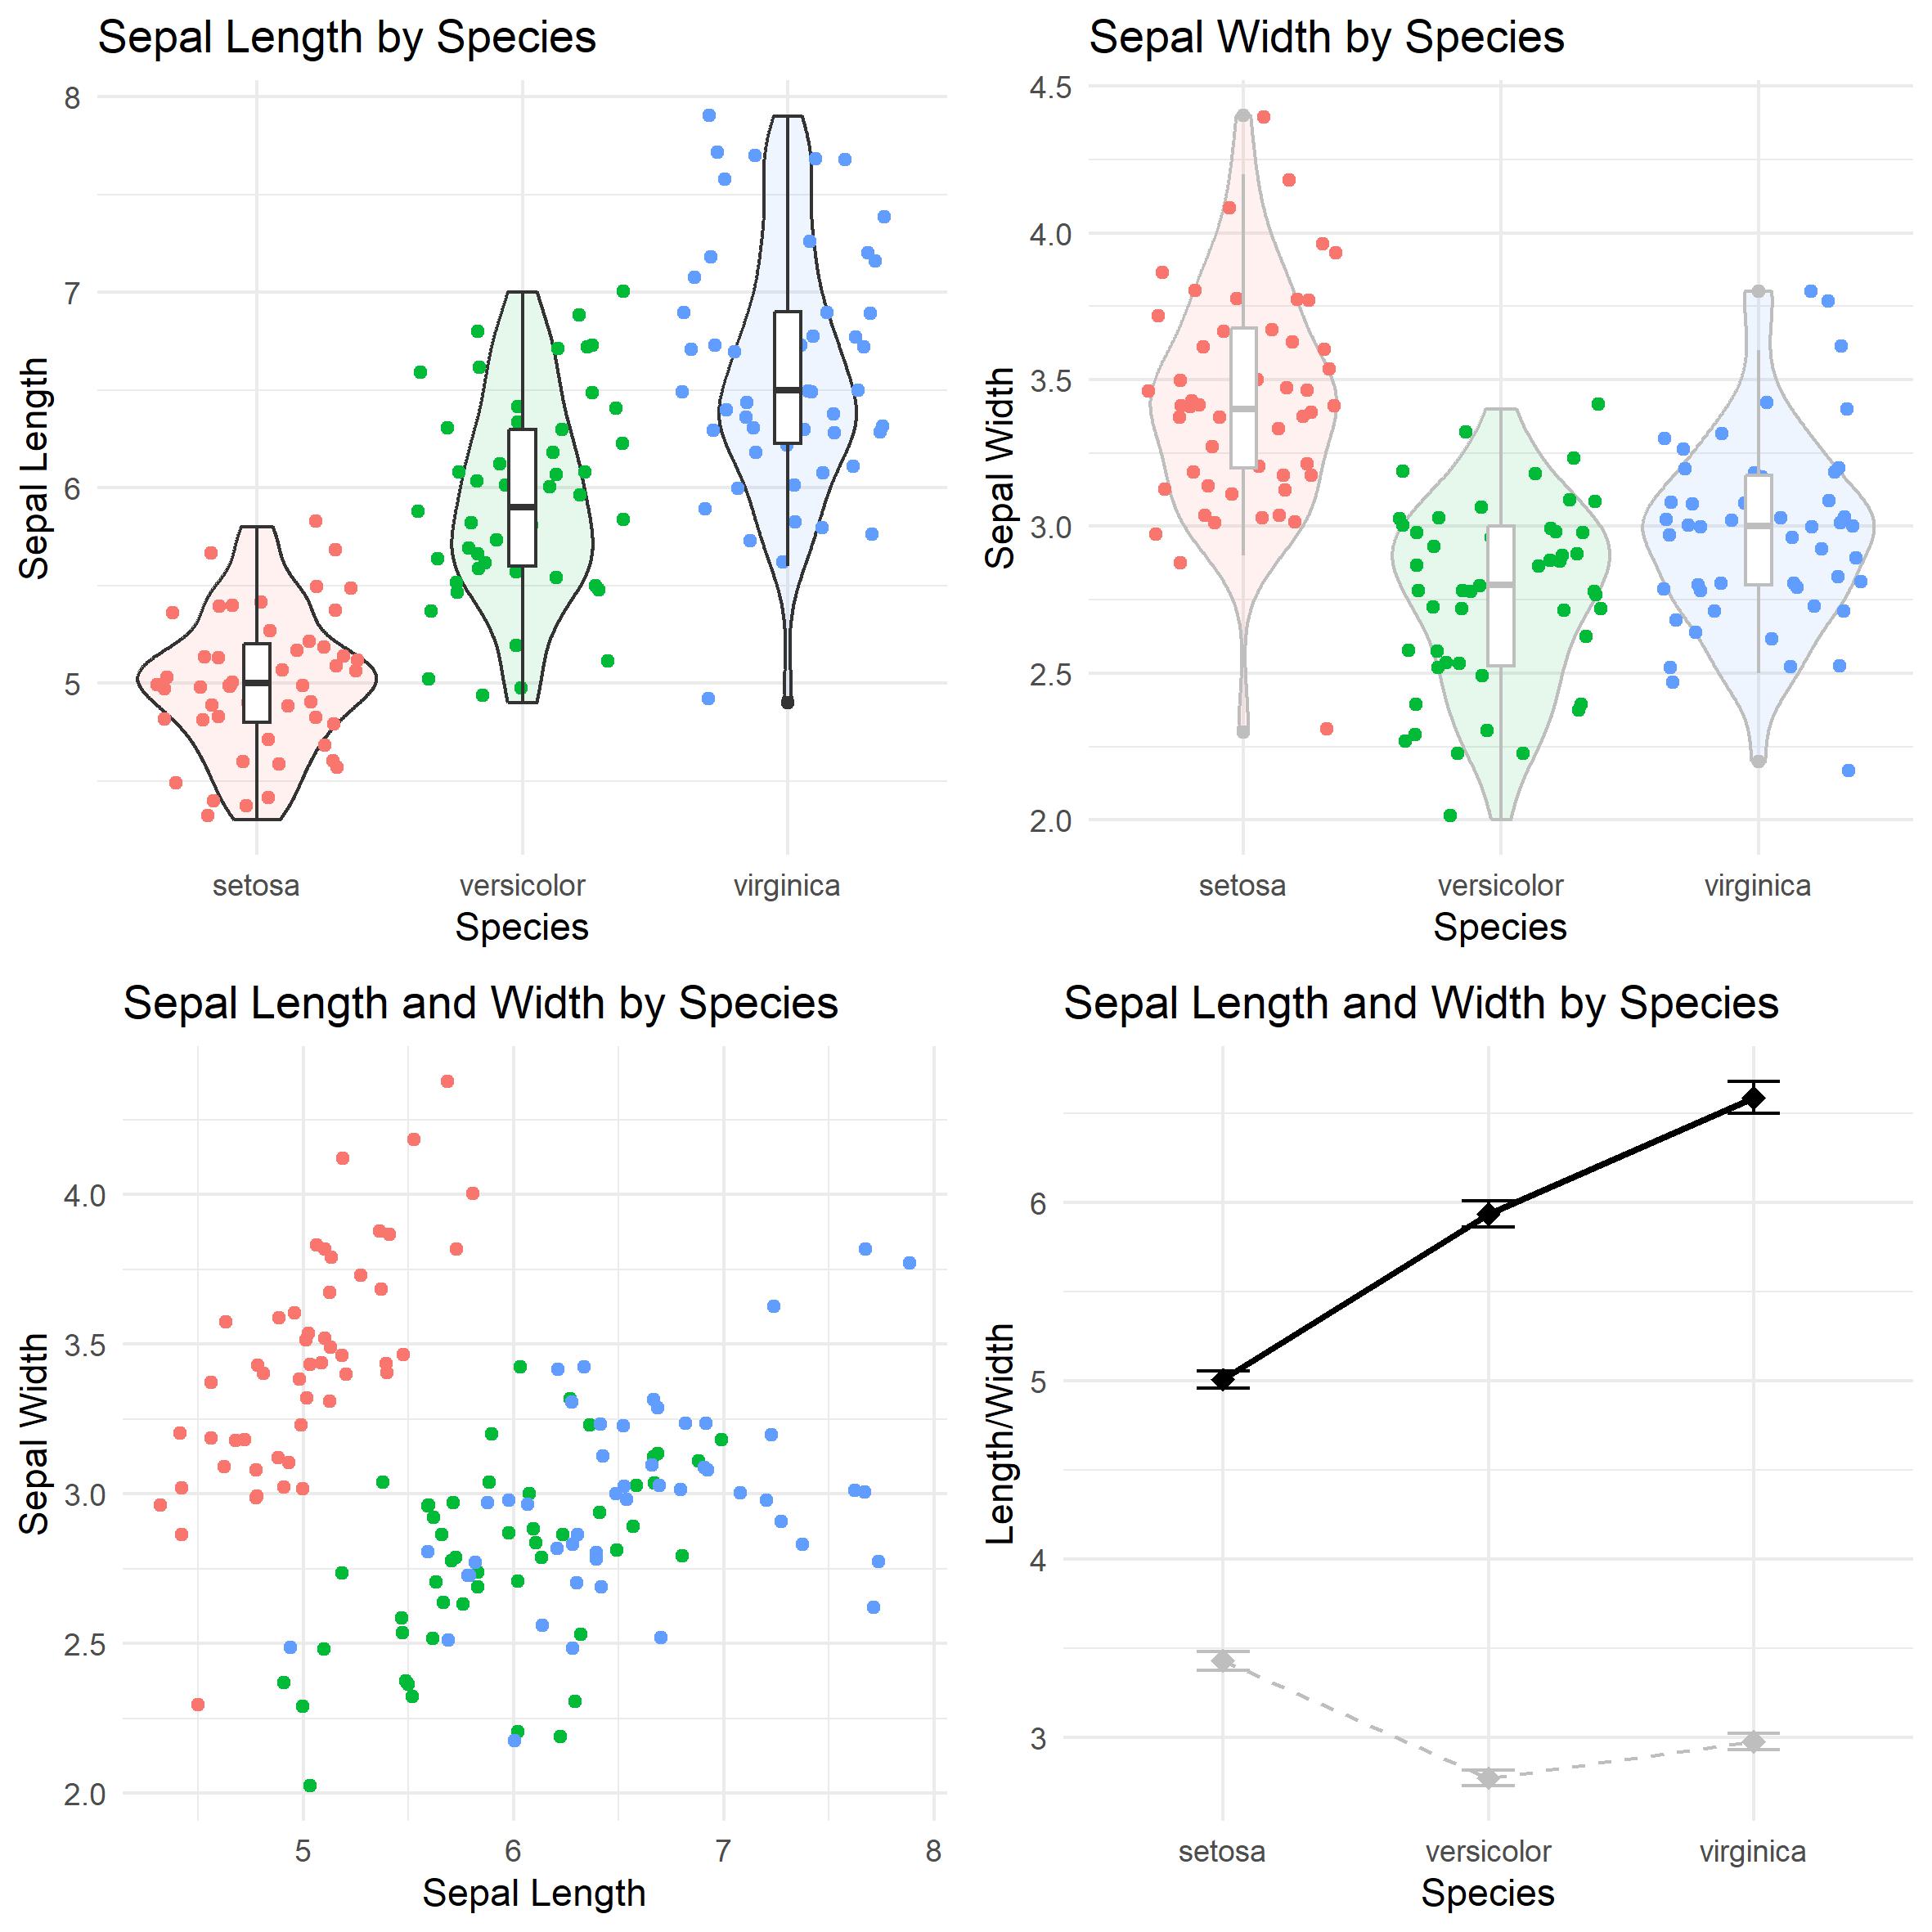 Sepal Length by Species
Sepal Length
8
7
6
5
setosa versicolor virginica
Species
Sepal Width by Species
Sepal Width
4.5
4.0
3.5
3.0
2.5
2.0
setosa versicolor virginica
Species
Sepal Length and Width by Species
Sepal Width
4.0
3.5
3.0
2.5
2.0
5 6 7 8
Sepal Length
Sepal Length and Width by Species
Length/Width
6
5
4
3
setosa versicolor virginica
Species